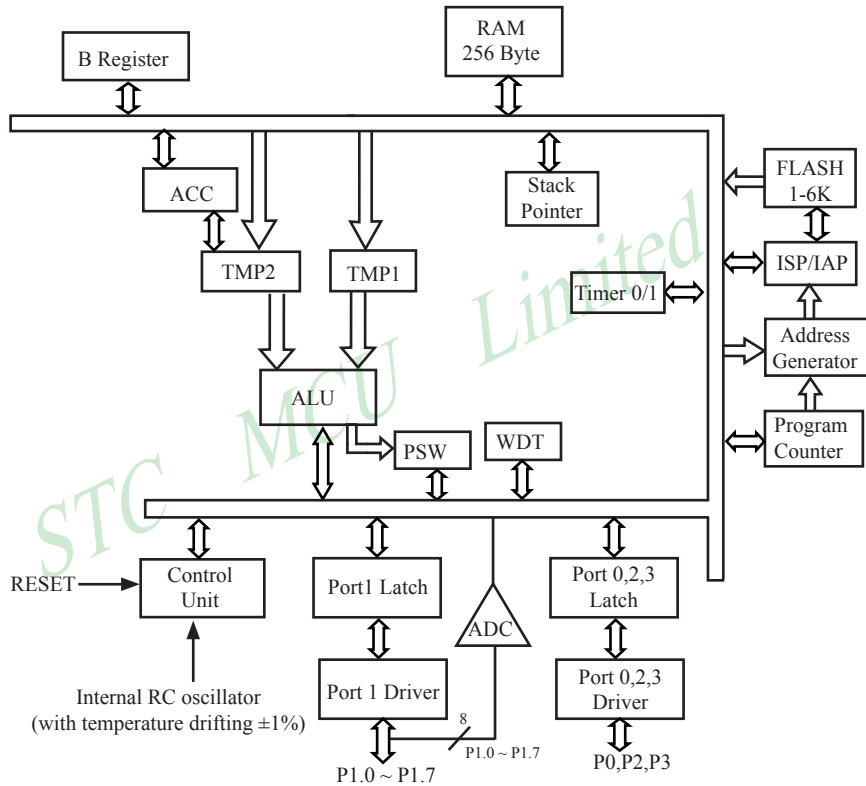 B Register
RAM
256 Byte
ACC
Stack
Pointer
FLASH
1-6K
TMP2
TMP1
ISP/IAP
Timer 0/1
Address
Generator
ALU
PSW
WDT
Program
Counter
STC MCU Limited
RESET
Control
Unit
Port1 Latch
ADC
Port 0,2,3
Latch
Internal RC oscillator
(with temperature drifting ±1%)
Port 1 Driver
Port 0,2,3
Driver
8
P1.0 ~ P1.7
P1.0 ~ P1.7
P0,P2,P3